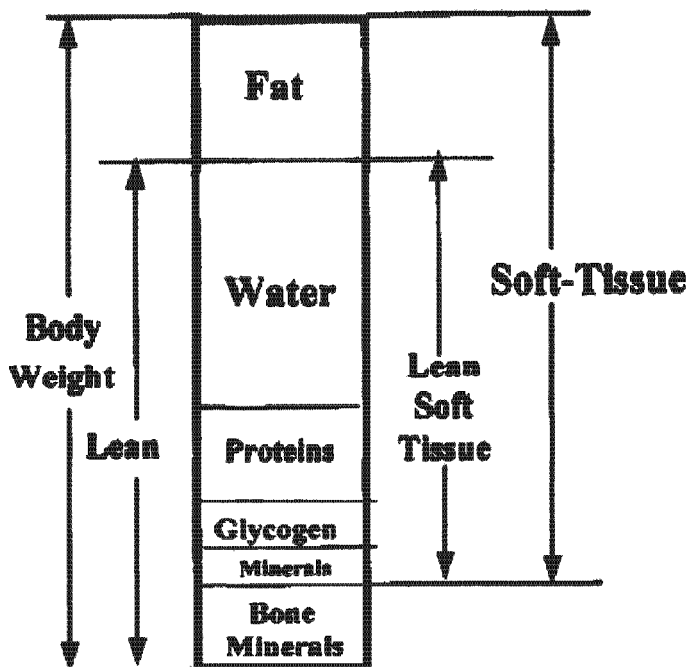 Fat
Water
Soft-Tissue
Body
Weight
Lean
Soft
Tissue
Lean
Proteins
Glycogen
Minerals
Bone
Minerals